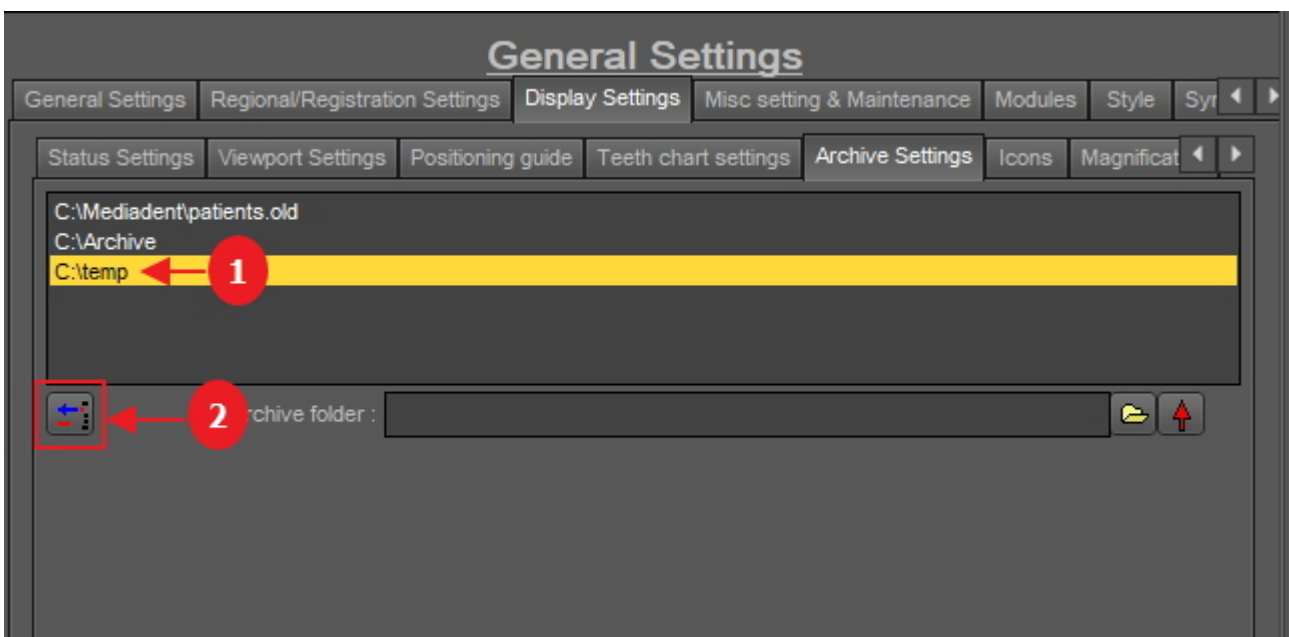 General Settings
General Settings Regional/Registration Settings Display Settings Misc setting & Maintenance Modules Style
Status Settings Viewport Settings Positioning guide Teeth chart settings Archive Settings Icons Magnificat
C:\Mediadent\patients.old
C:\Archive
C:\temp 1
2 rchive folder :